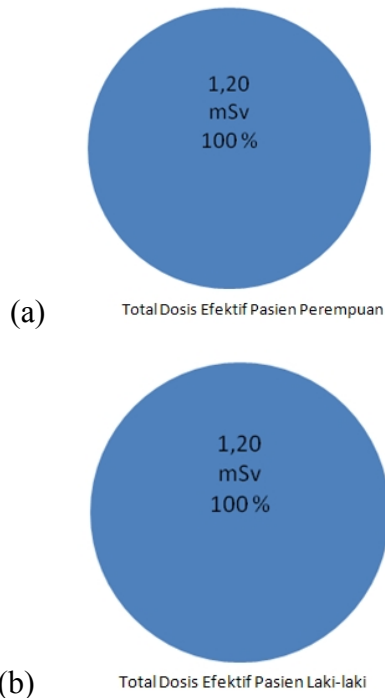 1,20
mSv
100 %
(a) Total Dosis Efektif Pasien Perempuan
1,20
mSv
100 %
(b) Total Dosis Efektif Pasien Laki-laki